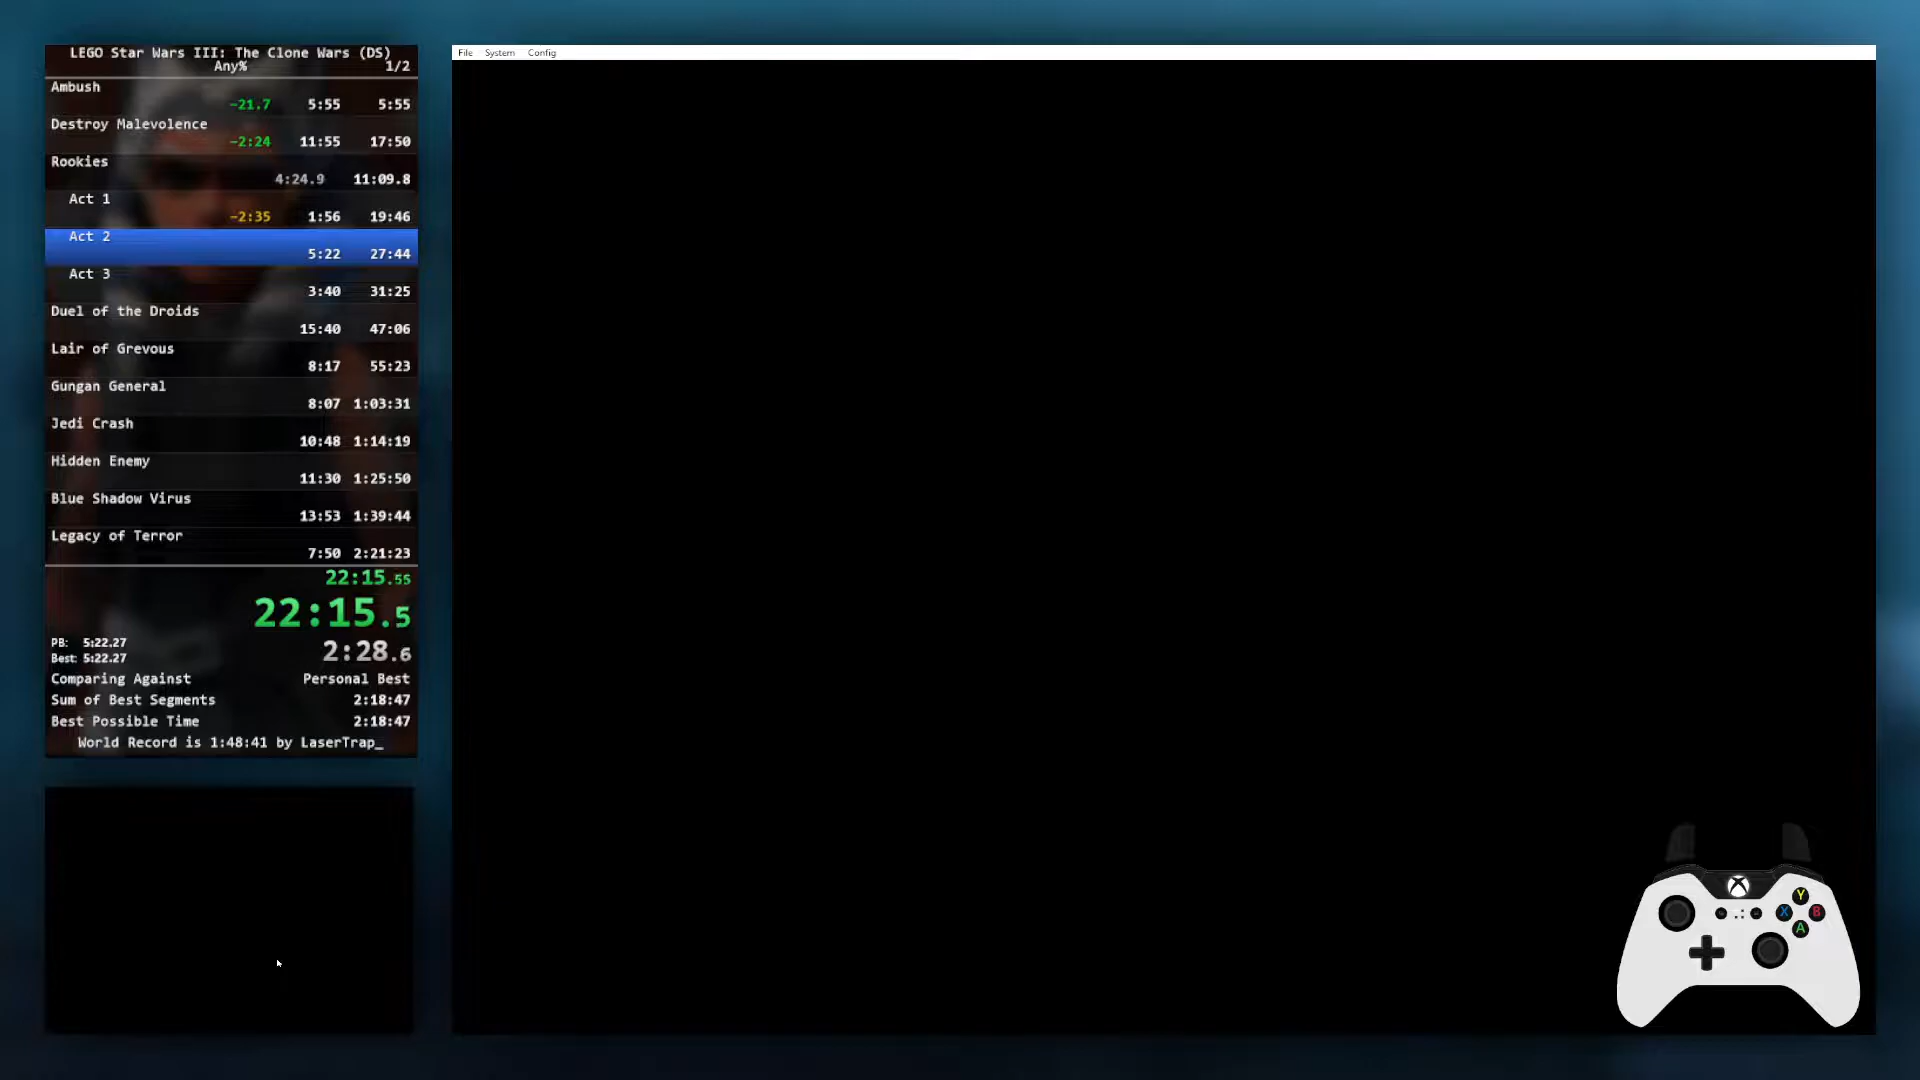 LEGO Star Wars III: The Clone Wars (DS)
Any% 1/2
Ambush
-21.7 5:55 5:55
Destroy Malevolence
-2:24 11:55 17:50
Rookies
4:24.9 11:09.8
Act 1
-2:35 1:56 19:46
Act 2
5:22 27:44
Act 3
3:40 31:25
Duel of the Droids
15:40 47:06
Lair of Grevous
8:17 55:23
Gungan General
8:07 1:03:31
Jedi Crash
10:48 1:14:19
Hidden Enemy
11:30 1:25:50
Blue Shadow Virus
13:53 1:39:44
Legacy of Terror
7:50 2:21:23
22:15.55
22:15.5
PB: 5:22.27
Best: 5:22.27
2:28.6
Comparing Against Personal Best
Sum of Best Segments 2:18:47
Best Possible Time 2:18:47
World Record is 1:48:41 by LaserTrap_
File System Config
Y
X B
A